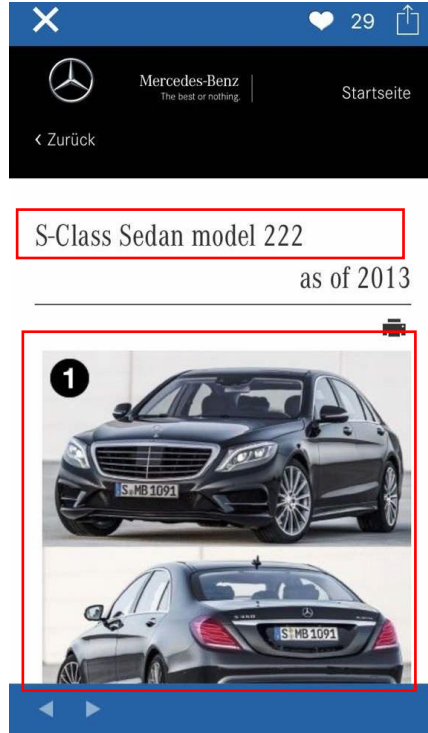 29
Mercedes-Benz
The best or nothing.
Startseite
‹ Zurück
S-Class Sedan model 222
as of 2013
1
S MB 1091
S MB 1091